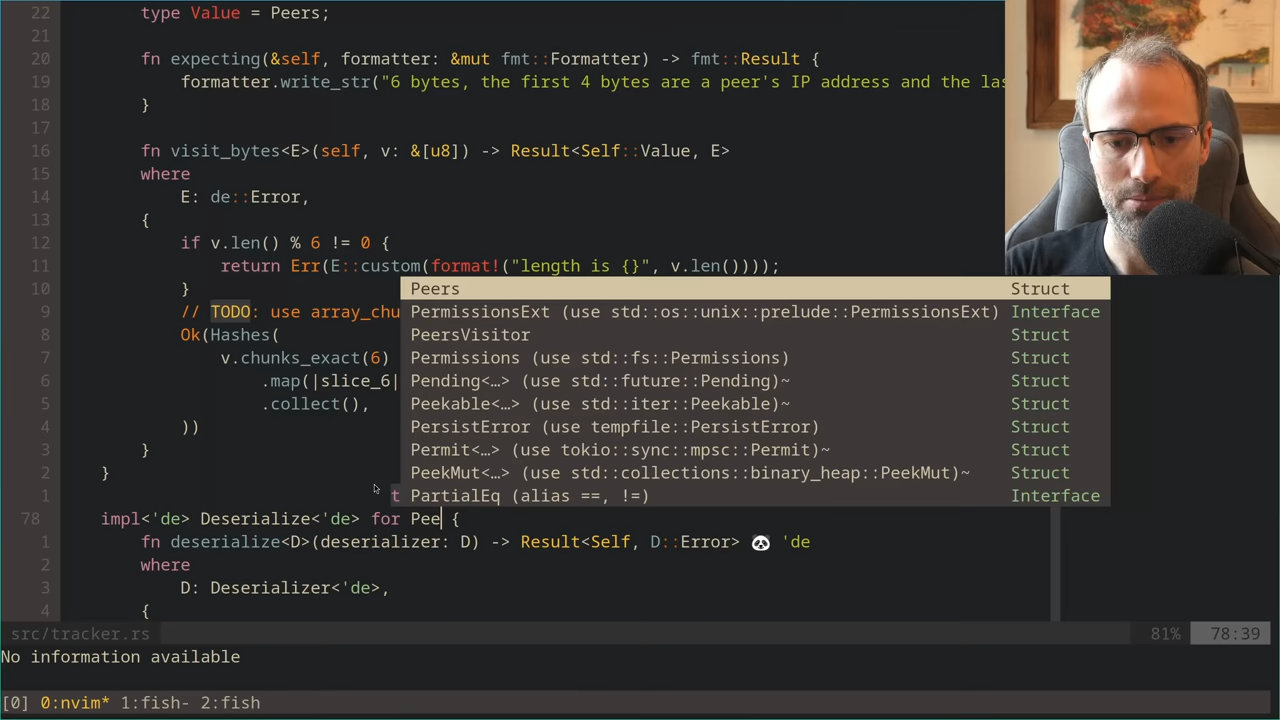 22 type Value = Peers;
21
20 fn expecting(&self, formatter: &mut fmt::Formatter) -> fmt::Result {
19 formatter.write_str("6 bytes, the first 4 bytes are a peer's IP address and the las
18 }
17
16 fn visit_bytes<E>(self, v: &[u8]) -> Result<Self::Value, E>
15 where
14 E: de::Error,
13 {
12 if v.len() % 6 != 0 {
11 return Err(E::custom(format!("length is {}", v.len())));
10 }
9 // TODO: use array_chu
8 Ok(Hashes(
7 v.chunks_exact(6)
6 .map(|slice_6|
5 .collect(),
4 ))
3 }
2 }
1 t
Peers Struct
PermissionsExt (use std::os::unix::prelude::PermissionsExt) Interface
PeersVisitor Struct
Permissions (use std::fs::Permissions) Struct
Pending<…> (use std::future::Pending)~ Struct
Peekable<…> (use std::iter::Peekable)~ Struct
PersistError (use tempfile::PersistError) Struct
Permit<…> (use tokio::sync::mpsc::Permit)~ Struct
PeekMut<…> (use std::collections::binary_heap::PeekMut)~ Struct
PartialEq (alias ==, !=) Interface
78 impl<'de> Deserialize<'de> for Pee {
1 fn deserialize<D>(deserializer: D) -> Result<Self, D::Error> 🐼 'de
2 where
3 D: Deserializer<'de>,
4 {
src/tracker.rs 81% 78:39
No information available
[0] 0:nvim* 1:fish- 2:fish